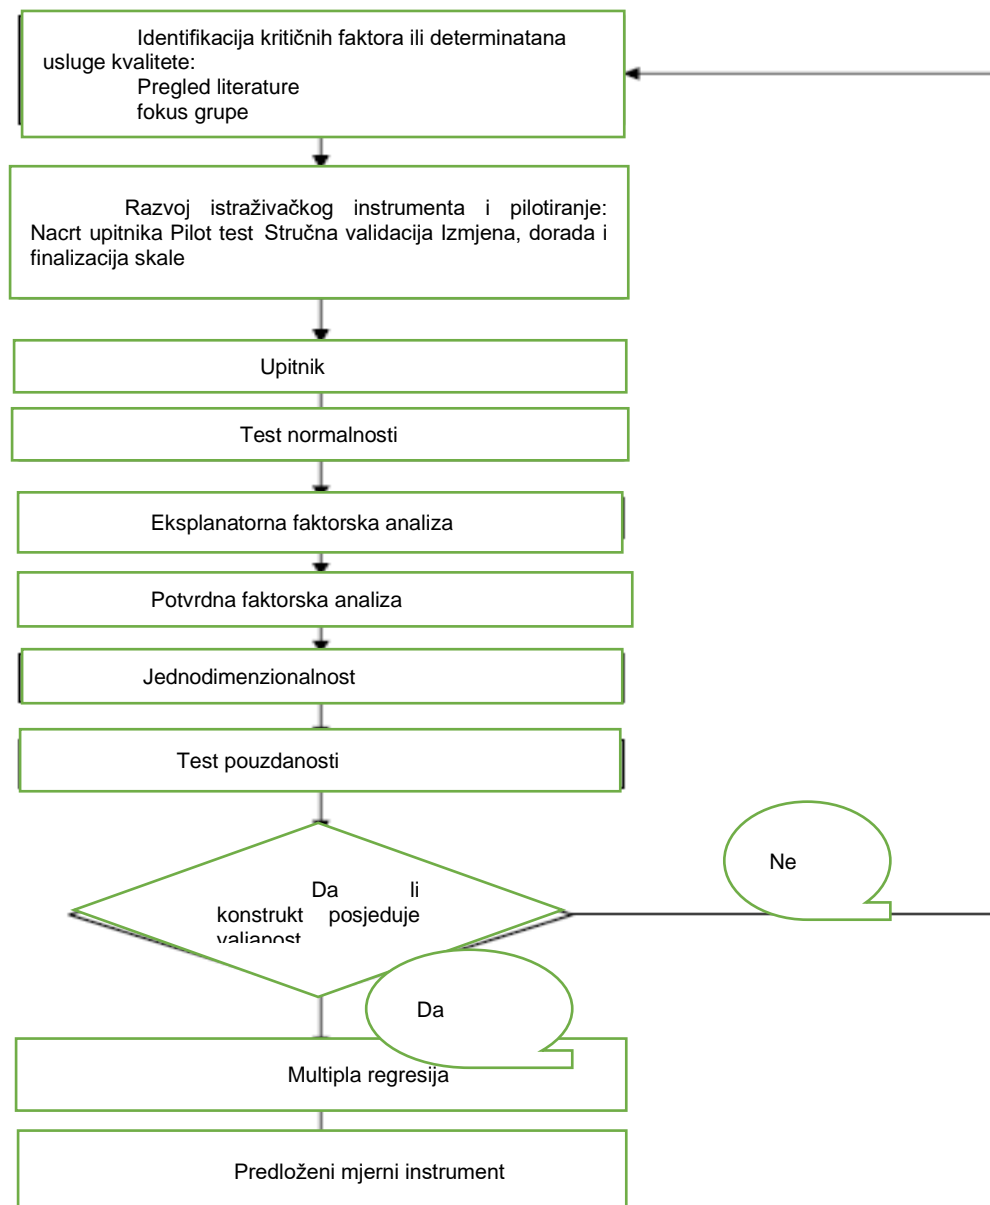 Identifikacija kritičnih faktora ili determinatana
usluge kvalitete:
Pregled literature
fokus grupe
Razvoj istraživačkog instrumenta i pilotiranje:
Nacrt upitnika Pilot test Stručna validacija Izmjena, dorada i
finalizacija skale
Upitnik
Test normalnosti
Eksplanatorna faktorska analiza
Potvrdna faktorska analiza
Jednodimenzionalnost
Test pouzdanosti
Da li
konstrukt posjeduje
valjanost
Ne
Da
Multipla regresija
Predloženi mjerni instrument